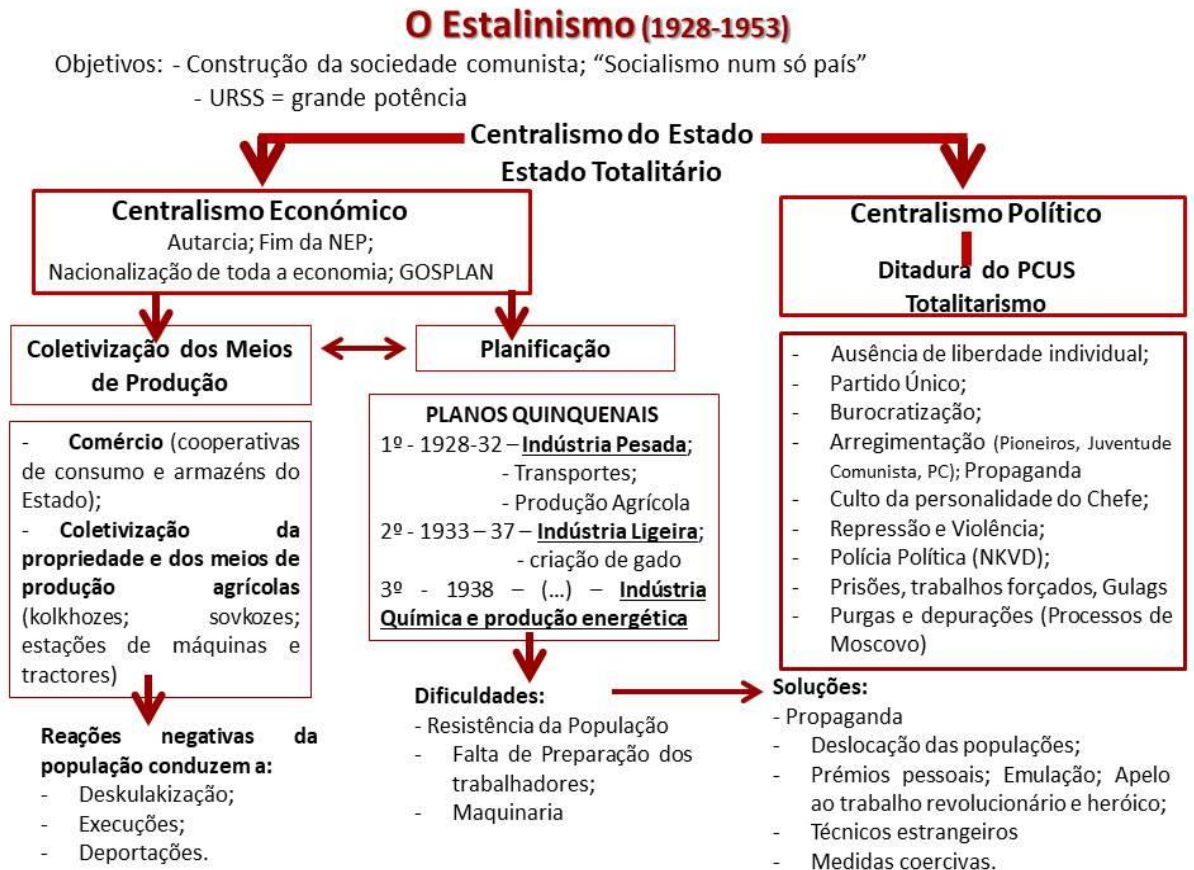 O Estalinismo (1928-1953)
Objetivos: - Construção da sociedade comunista; “Socialismo num só país”
- URSS = grande potência
Centralismo do Estado
Estado Totalitário
Centralismo Económico
Autarcia; Fim da NEP;
Nacionalização de toda a economia; GOSPLAN
Coletivização dos Meios
de Produção
- Comércio (cooperativas
de consumo e armazéns do
Estado);
- Coletivização da
propriedade e dos meios de
produção agrícolas
(kolkhozes; sovkozes;
estações de máquinas e
tractores)
Reações negativas da
população conduzem a:
- Deskulakização;
- Execuções;
- Deportações.
Planificação
PLANOS QUINQUENAIS
1º - 1928-32 – Indústria Pesada;
- Transportes;
- Produção Agrícola
2º - 1933 – 37 – Indústria Ligeira;
- criação de gado
3º - 1938 – (...) – Indústria
Química e produção energética
Dificuldades:
- Resistência da População
- Falta de Preparação dos
trabalhadores;
- Maquinaria
Centralismo Político
Ditadura do PCUS
Totalitarismo
- Ausência de liberdade individual;
- Partido Único;
- Burocratização;
- Arregimentação (Pioneiros, Juventude
Comunista, PC); Propaganda
- Culto da personalidade do Chefe;
- Repressão e Violência;
- Polícia Política (NKVD);
- Prisões, trabalhos forçados, Gulags
- Purgas e depurações (Processos de
Moscovo)
Soluções:
- Propaganda
- Deslocação das populações;
- Prémios pessoais; Emulação; Apelo
ao trabalho revolucionário e heróico;
- Técnicos estrangeiros
- Medidas coercivas.